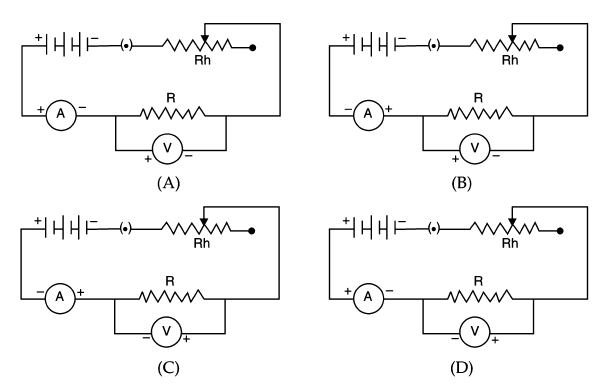 + − (•) + − (•)
Rh Rh
R R
+ A − − A +
+ V − + V −
(A) (B)
+ − (•) + − (•)
Rh Rh
R R
− A + + A −
− V + − V +
(C) (D)